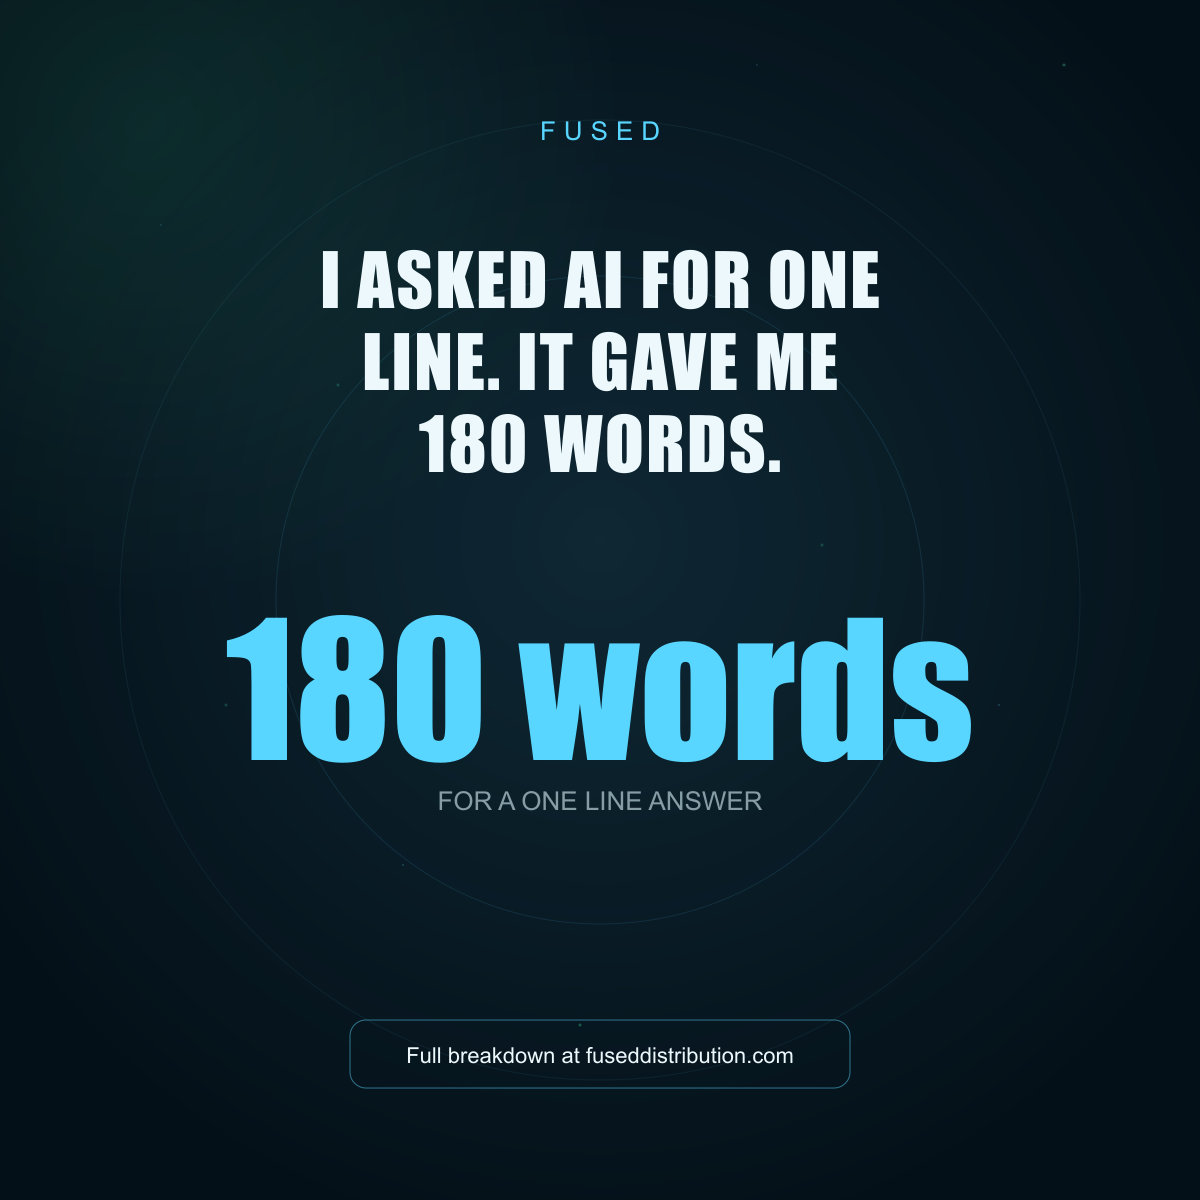 FUSED
I ASKED AI FOR ONE
LINE. IT GAVE ME
180 WORDS.
180 words
FOR A ONE LINE ANSWER
Full breakdown at fuseddistribution.com